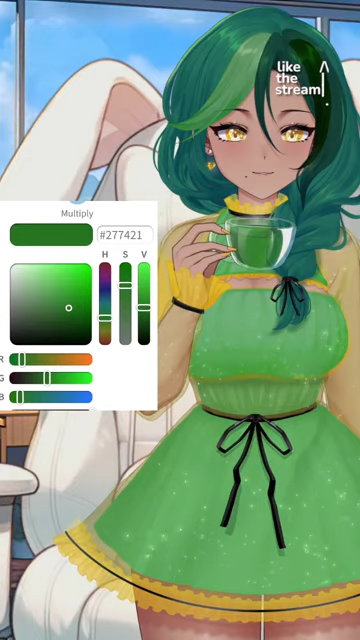 like
the
stream
Multiply
#277421
H S V
R
G
B